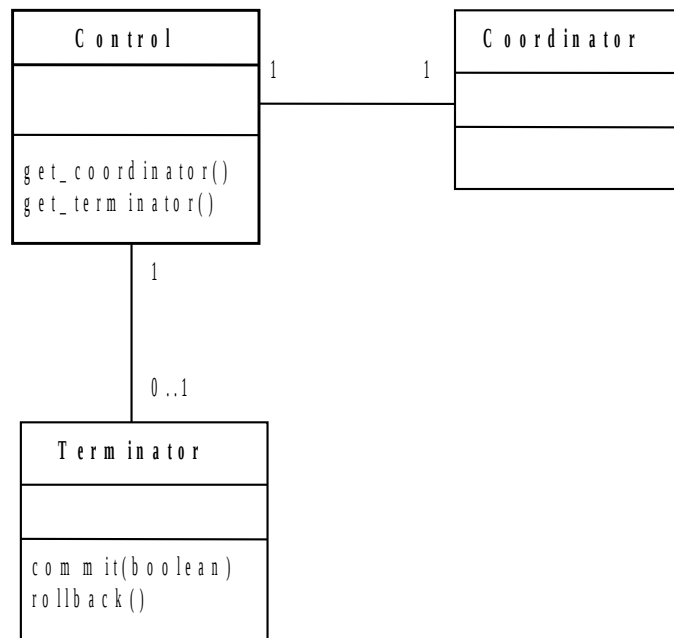 Control
Coordinator
1
1
get_coordinator()
get_terminator()
1
0..1
Terminator
commit(boolean)
rollback()